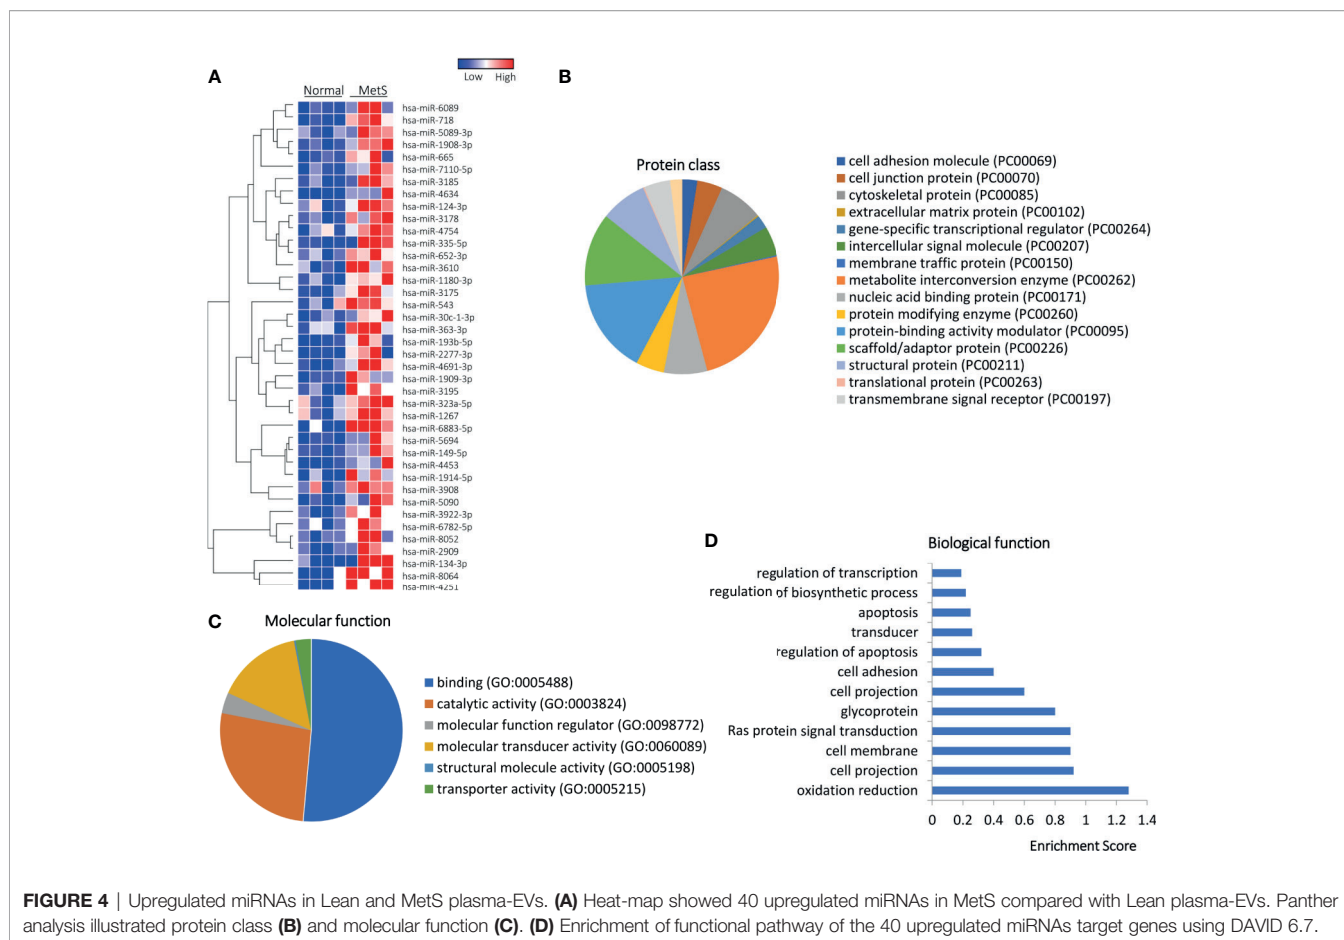 A
Low High
Normal MetS
hsa-miR-6089
hsa-miR-718
hsa-miR-5089-3p
hsa-miR-1908-3p
hsa-miR-665
hsa-miR-7110-5p
hsa-miR-3185
hsa-miR-4634
hsa-miR-124-3p
hsa-miR-3178
hsa-miR-4754
hsa-miR-335-5p
hsa-miR-652-3p
hsa-miR-3610
hsa-miR-1180-3p
hsa-miR-3175
hsa-miR-543
hsa-miR-30c-1-3p
hsa-miR-363-3p
hsa-miR-193b-5p
hsa-miR-2277-3p
hsa-miR-4691-3p
hsa-miR-1909-3p
hsa-miR-3195
hsa-miR-323a-5p
hsa-miR-1267
hsa-miR-6883-5p
hsa-miR-5694
hsa-miR-149-5p
hsa-miR-4453
hsa-miR-1914-5p
hsa-miR-3908
hsa-miR-5090
hsa-miR-3922-3p
hsa-miR-6782-5p
hsa-miR-8052
hsa-miR-2909
hsa-miR-134-3p
hsa-miR-8064
hsa-miR-4251
B
Protein class
cell adhesion molecule (PC00069)
cell junction protein (PC00070)
cytoskeletal protein (PC00085)
extracellular matrix protein (PC00102)
gene-specific transcriptional regulator (PC00264)
intercellular signal molecule (PC00207)
membrane traffic protein (PC00150)
metabolite interconversion enzyme (PC00262)
nucleic acid binding protein (PC00171)
protein modifying enzyme (PC00260)
protein-binding activity modulator (PC00095)
scaffold/adaptor protein (PC00226)
structural protein (PC00211)
translational protein (PC00263)
transmembrane signal receptor (PC00197)
C
Molecular function
binding (GO:0005488)
catalytic activity (GO:0003824)
molecular function regulator (GO:0098772)
molecular transducer activity (GO:0060089)
structural molecule activity (GO:0005198)
transporter activity (GO:0005215)
D
Biological function
regulation of transcription
regulation of biosynthetic process
apoptosis
transducer
regulation of apoptosis
cell adhesion
cell projection
glycoprotein
Ras protein signal transduction
cell membrane
cell projection
oxidation reduction
0 0.2 0.4 0.6 0.8 1 1.2 1.4
Enrichment Score
FIGURE 4 | Upregulated miRNAs in Lean and MetS plasma-EVs. (A) Heat-map showed 40 upregulated miRNAs in MetS compared with Lean plasma-EVs. Panther
analysis illustrated protein class (B) and molecular function (C). (D) Enrichment of functional pathway of the 40 upregulated miRNAs target genes using DAVID 6.7.